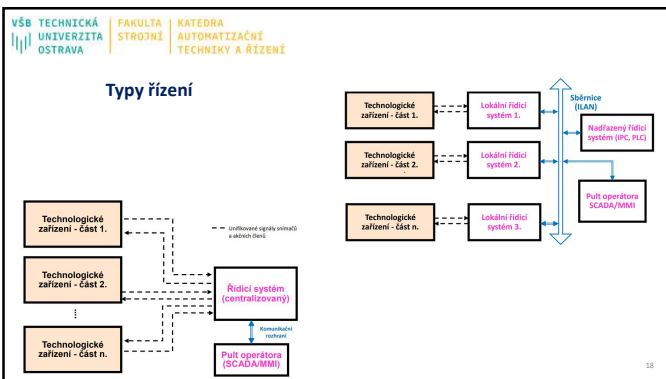 VŠB TECHNICKÁ
UNIVERZITA
OSTRAVA
FAKULTA
STROJNÍ
KATEDRA
AUTOMATIZAČNÍ
TECHNIKY A ŘÍZENÍ
Typy řízení
Technologické
zařízení - část 1.
Technologické
zařízení - část 2.
Technologické
zařízení - část n.
Unifikované signály snímačů
a akčních členů
Řídicí systém
(centralizovaný)
Komunikační
rozhraní
Pult operátora
(SCADA/MMI)
Technologické
zařízení - část 1.
Lokální řídicí
systém 1.
Technologické
zařízení - část 2.
Lokální řídicí
systém 2.
Technologické
zařízení - část n.
Lokální řídicí
systém 3.
Sběrnice
(ILAN)
Nadřazený řídicí
systém (IPC, PLC)
Pult operátora
SCADA/MMI
18